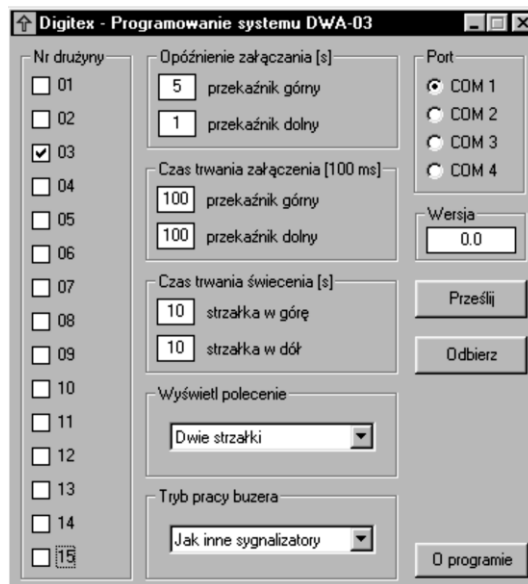 Digitex - Programowanie systemu DWA-03
Nr drużyny
01
02
03
04
05
06
07
08
09
10
11
12
13
14
15
Opóźnienie załączania [s]
5 przekaźnik górny
1 przekaźnik dolny
Czas trwania załączenia [100 ms]
100 przekaźnik górny
100 przekaźnik dolny
Czas trwania świecenia [s]
10 strzałka w górę
10 strzałka w dół
Wyświetl polecenie
Dwie strzałki
Tryb pracy buzera
Jak inne sygnalizatory
Port
COM 1
COM 2
COM 3
COM 4
Wersja
0.0
Prześlij
Odbierz
O programie